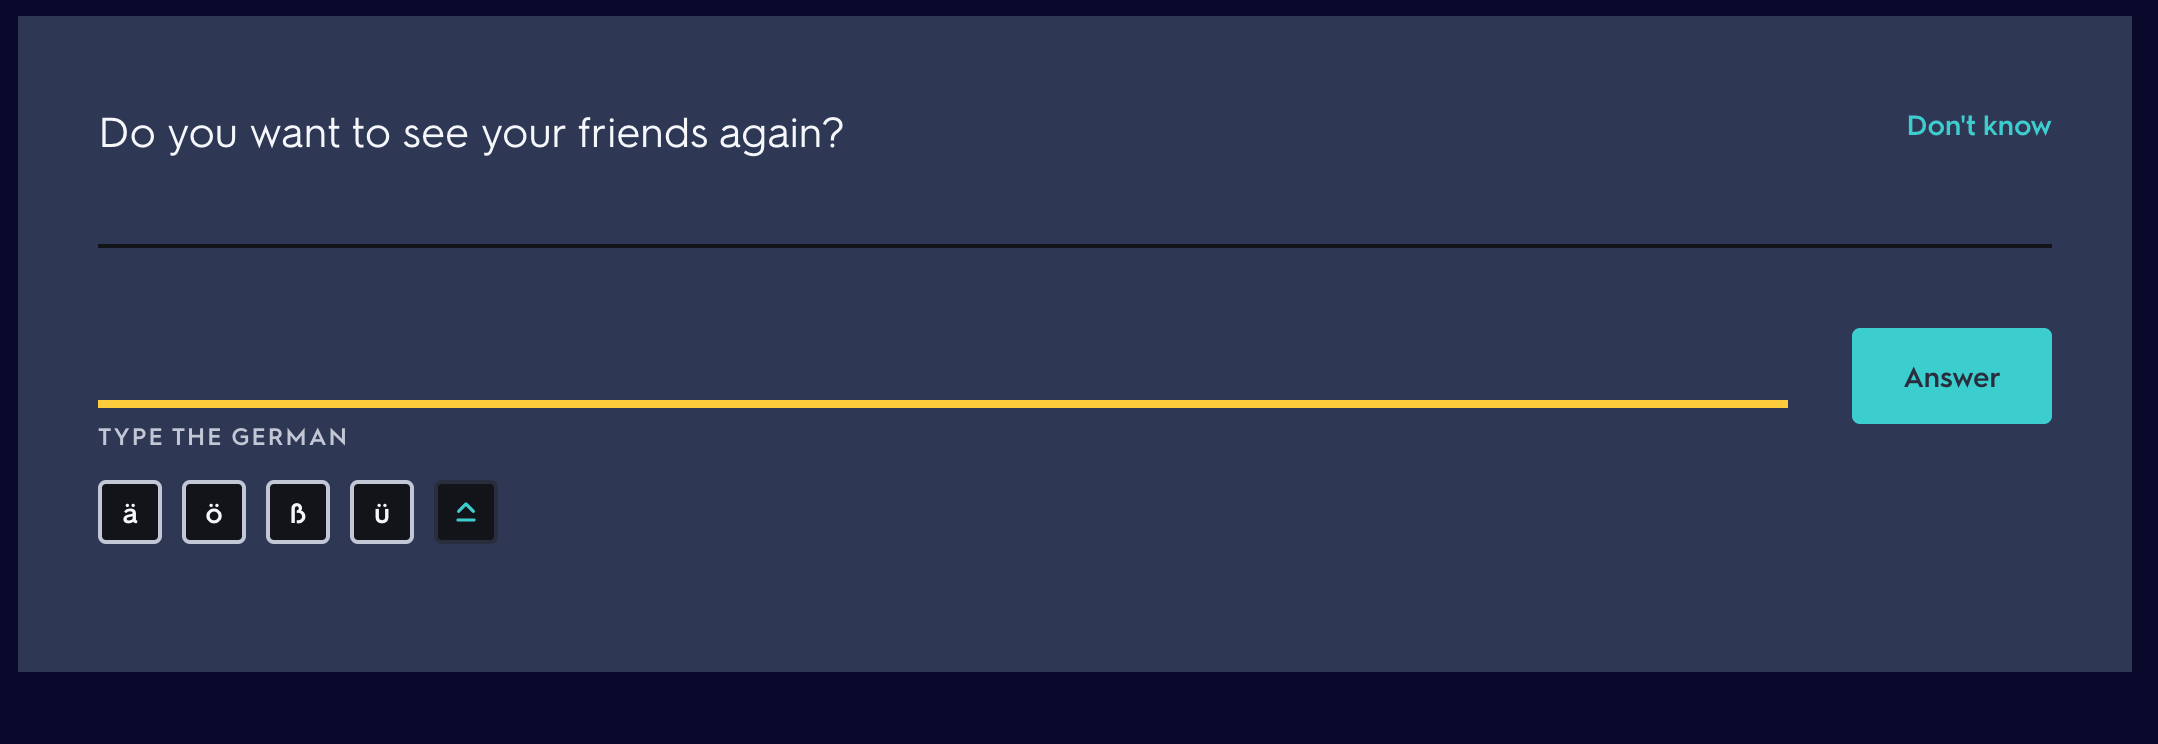 Do you want to see your friends again?
Don't know
Answer
TYPE THE GERMAN
ä ö ß ü